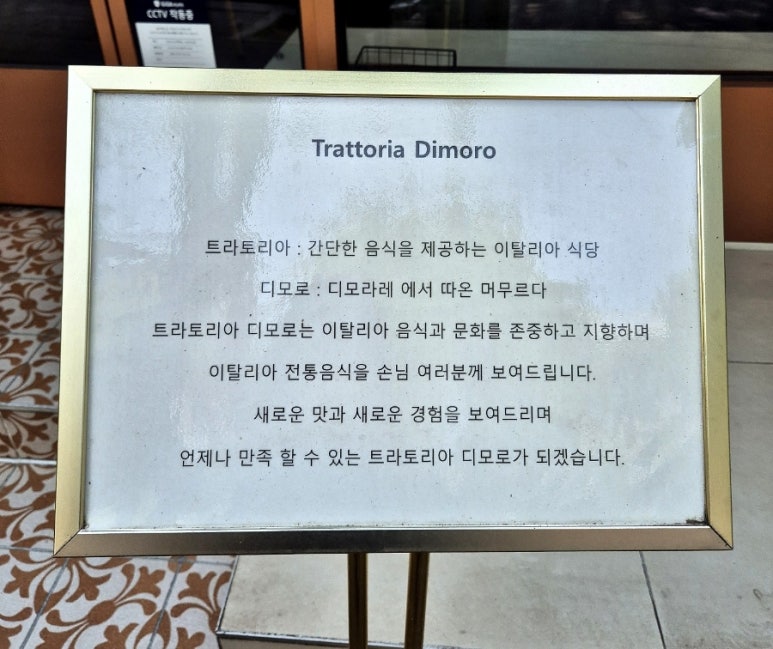 CCTV 작동중
Trattoria Dimoro
트라토리아 : 간단한 음식을 제공하는 이탈리아 식당
디모로 : 디모라레 에서 따온 머무르다
트라토리아 디모로는 이탈리아 음식과 문화를 존중하고 지향하며
이탈리아 전통음식을 손님 여러분께 보여드립니다.
새로운 맛과 새로운 경험을 보여드리며
언제나 만족 할 수 있는 트라토리아 디모로가 되겠습니다.